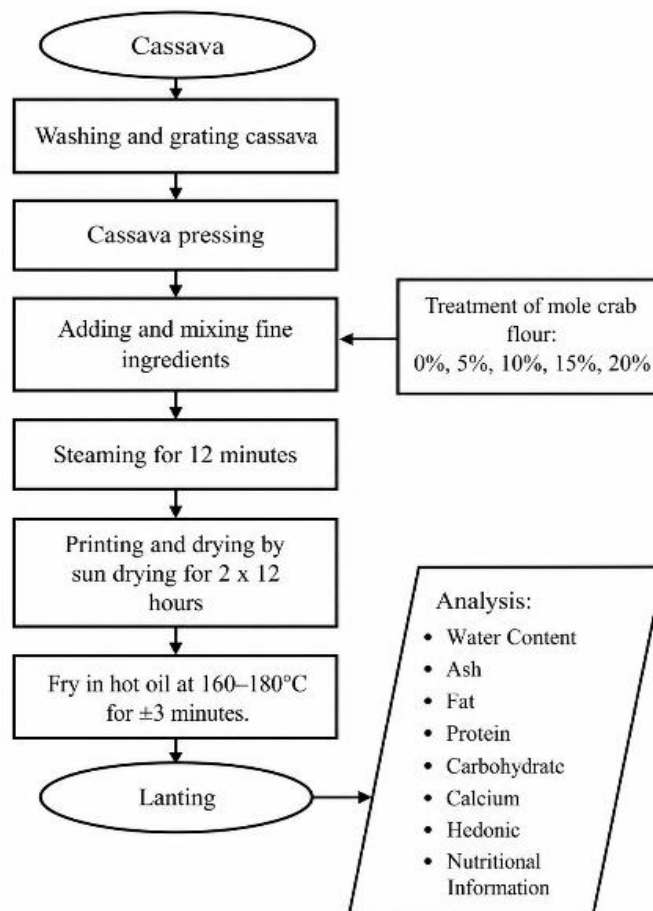 Cassava
Washing and grating cassava
Cassava pressing
Adding and mixing fine
ingredients
Treatment of mole crab
flour:
0%, 5%, 10%, 15%, 20%
Steaming for 12 minutes
Printing and drying by
sun drying for 2 x 12
hours
Fry in hot oil at 160–180°C
for ±3 minutes.
Lanting
Analysis:
• Water Content
• Ash
• Fat
• Protein
• Carbohydrate
• Calcium
• Hedonic
• Nutritional
Information